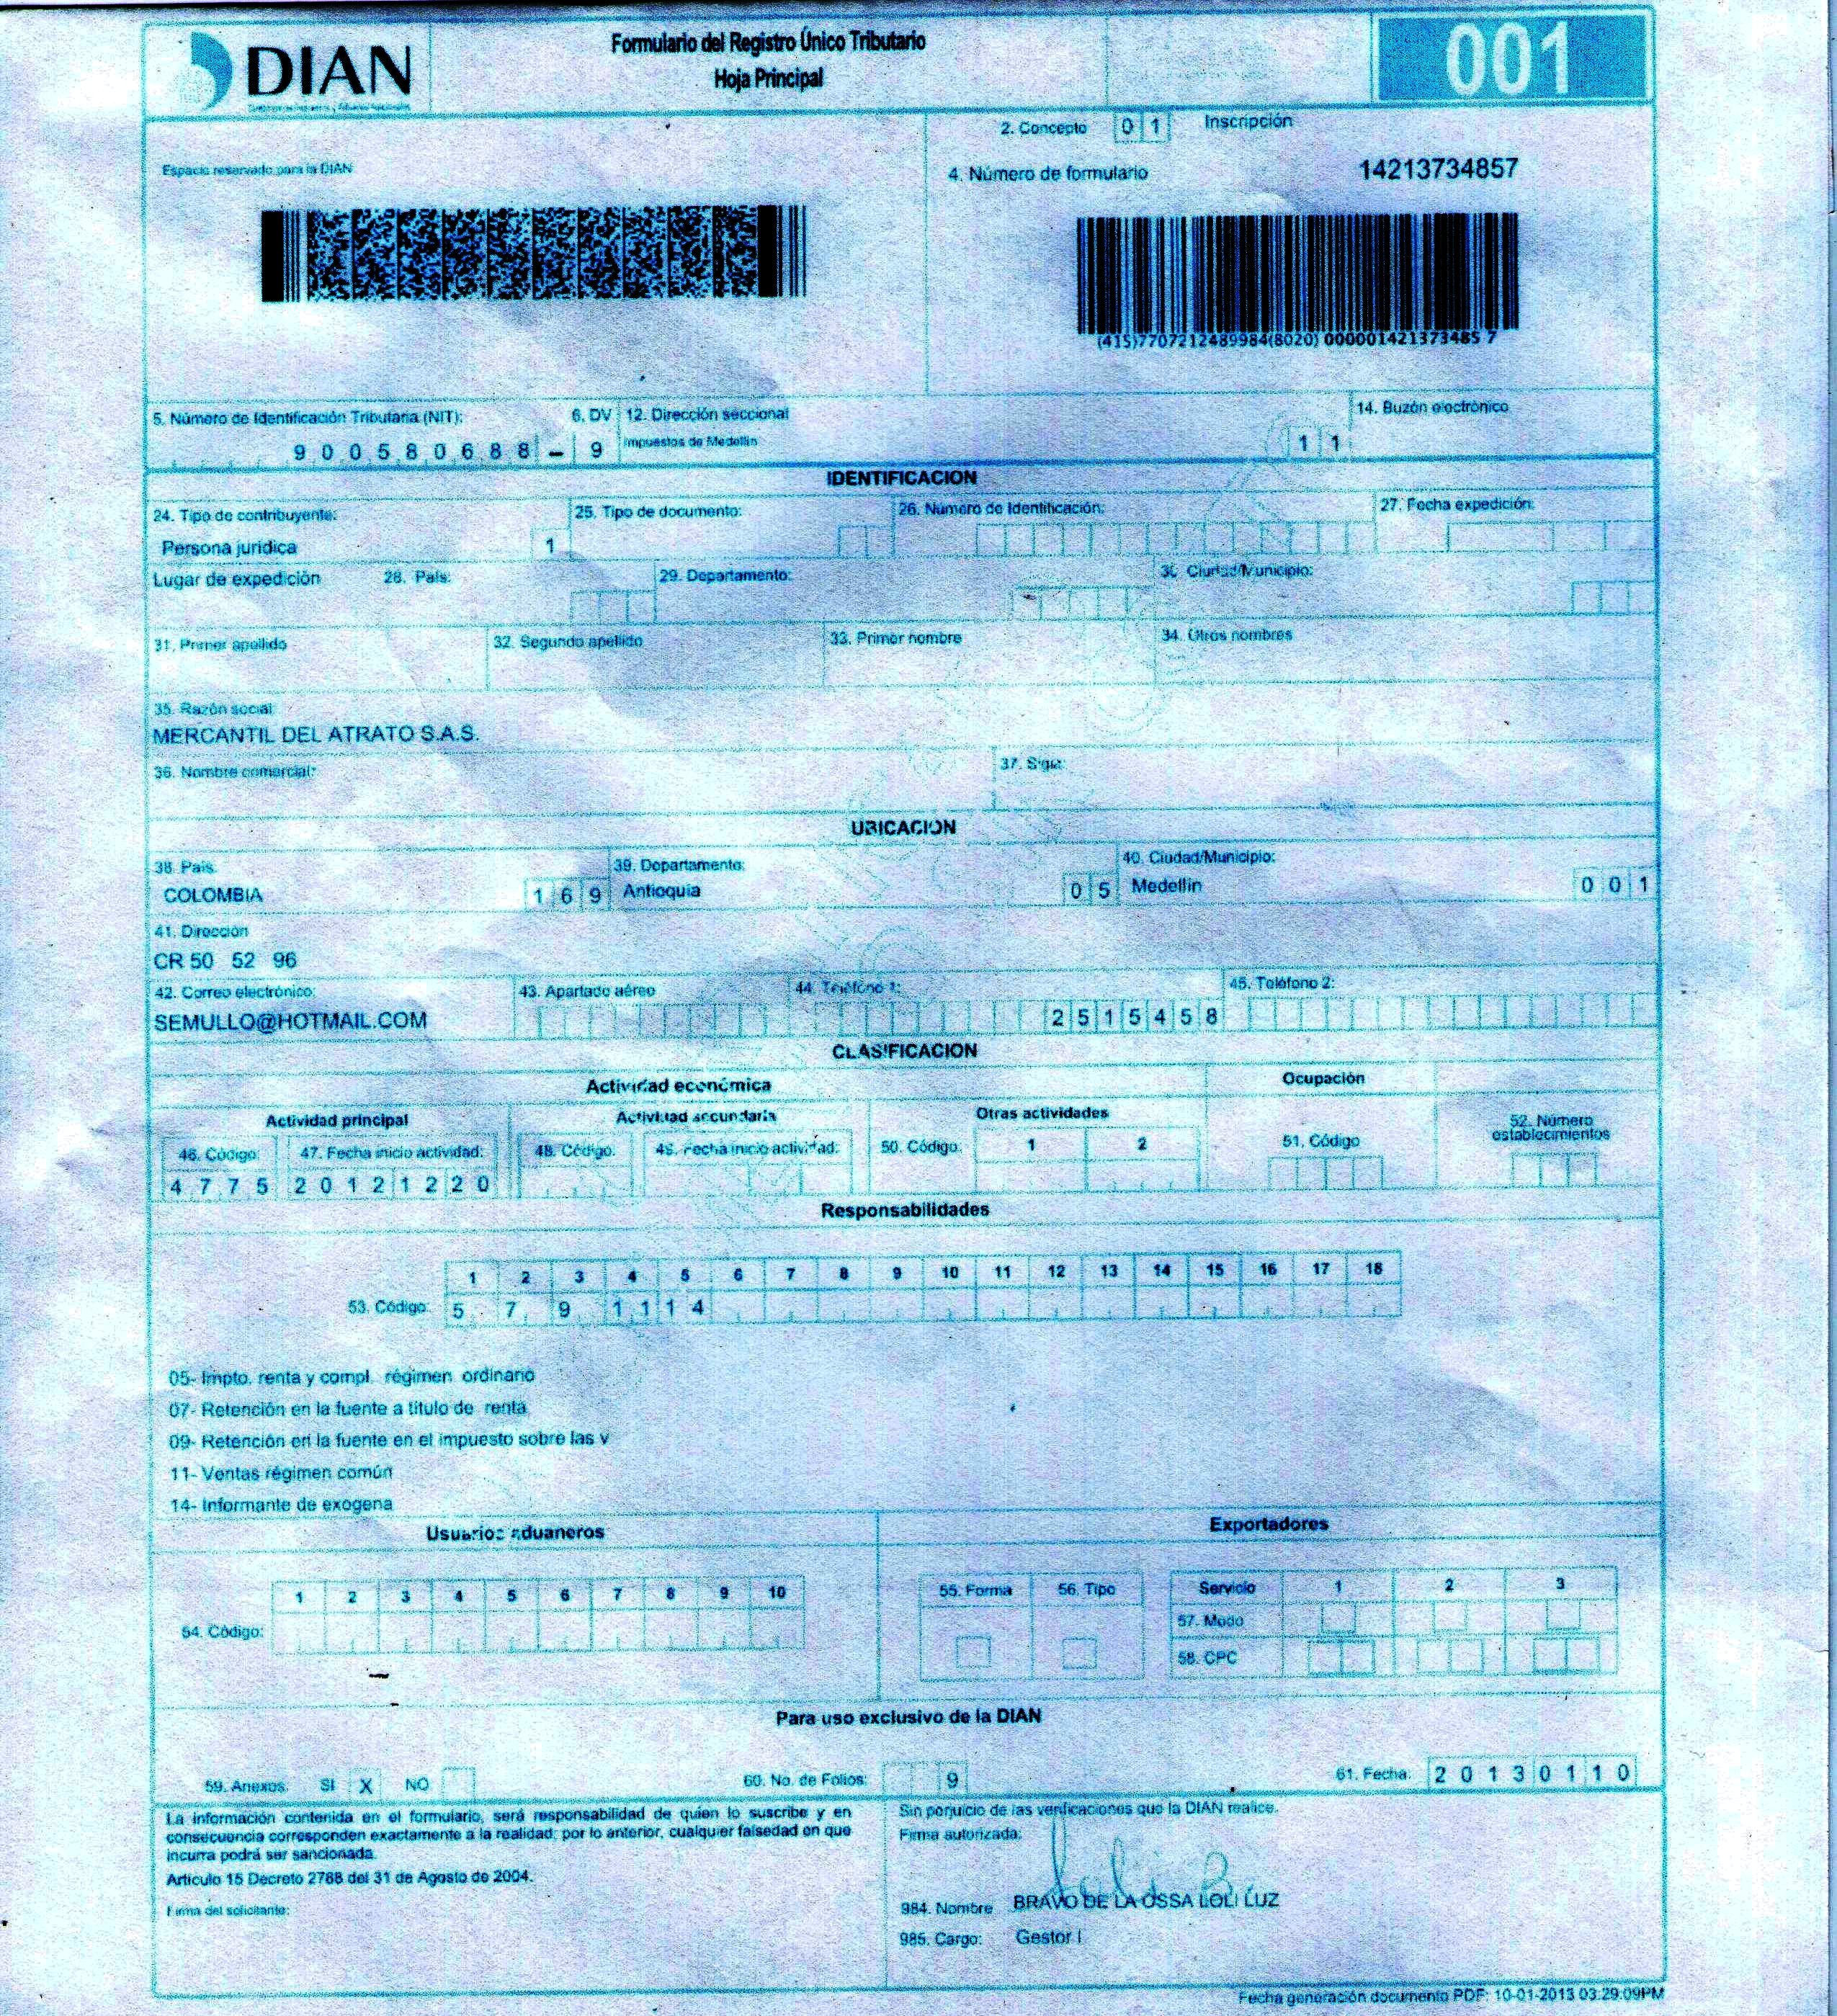 DIAN
Formulario del Registro Único Tributario
Hoja Principal
001
2. Concepto 0 1 Inscripción
Espacio reservado para la DIAN
4. Número de formulario 14213734857
(415)7707212489984(8020) 000001421373485 7
5. Número de Identificación Tributaria (NIT): 6. DV 12. Dirección seccional 14. Buzón electrónico
9 0 0 5 8 0 6 8 8 - 9 Impuestos de Medellín 1 1
IDENTIFICACION
24. Tipo de contribuyente: 25. Tipo de documento: 26. Número de Identificación: 27. Fecha expedición:
Persona jurídica 1
Lugar de expedición 28. País: 29. Departamento: 30. Ciudad/Municipio:
31. Primer apellido 32. Segundo apellido 33. Primer nombre 34. Otros nombres
35. Razón social:
MERCANTIL DEL ATRATO S.A.S.
36. Nombre comercial: 37. Sigla:
UBICACION
38. País: 39. Departamento: 40. Ciudad/Municipio:
COLOMBIA 1 6 9 Antioquia 0 5 Medellín 0 0 1
41. Dirección
CR 50 52 96
42. Correo electrónico: 43. Apartado aéreo 44. Teléfono 1: 45. Teléfono 2:
SEMULLO@HOTMAIL.COM 2 5 1 5 4 5 8
CLASIFICACION
Actividad económica Ocupación
Actividad principal Actividad secundaria Otras actividades 52. Número establecimientos
46. Código: 47. Fecha inicio actividad: 48. Código: 49. Fecha inicio actividad: 50. Código: 1 2 51. Código
4 7 7 5 2 0 1 2 1 2 2 0
Responsabilidades
1 2 3 4 5 6 7 8 9 10 11 12 13 14 15 16 17 18
53. Código: 5 7 9 1 1 1 4
05- Impto. renta y compl. régimen ordinario
07- Retención en la fuente a título de renta
09- Retención en la fuente en el impuesto sobre las v
11- Ventas régimen común
14- Informante de exogena
Usuarios aduaneros Exportadores
1 2 3 4 5 6 7 8 9 10 55. Forma 56. Tipo Servicio 1 2 3
54. Código: 57. Modo
58. CPC
Para uso exclusivo de la DIAN
59. Anexos: SI X NO 60. No. de Folios: 9 61. Fecha: 2 0 1 3 0 1 1 0
La información contenida en el formulario, será responsabilidad de quien lo suscribe y en
consecuencia corresponden exactamente a la realidad; por lo anterior, cualquier falsedad en que
incurra podrá ser sancionada.
Artículo 15 Decreto 2788 del 31 de Agosto de 2004.
Firma del solicitante:
Sin perjuicio de las verificaciones que la DIAN realice.
Firma autorizada:
984. Nombre BRAVO DE LA OSSA LOLI LUZ
985. Cargo: Gestor I
Fecha generación documento PDF: 10-01-2013 03:29:09PM